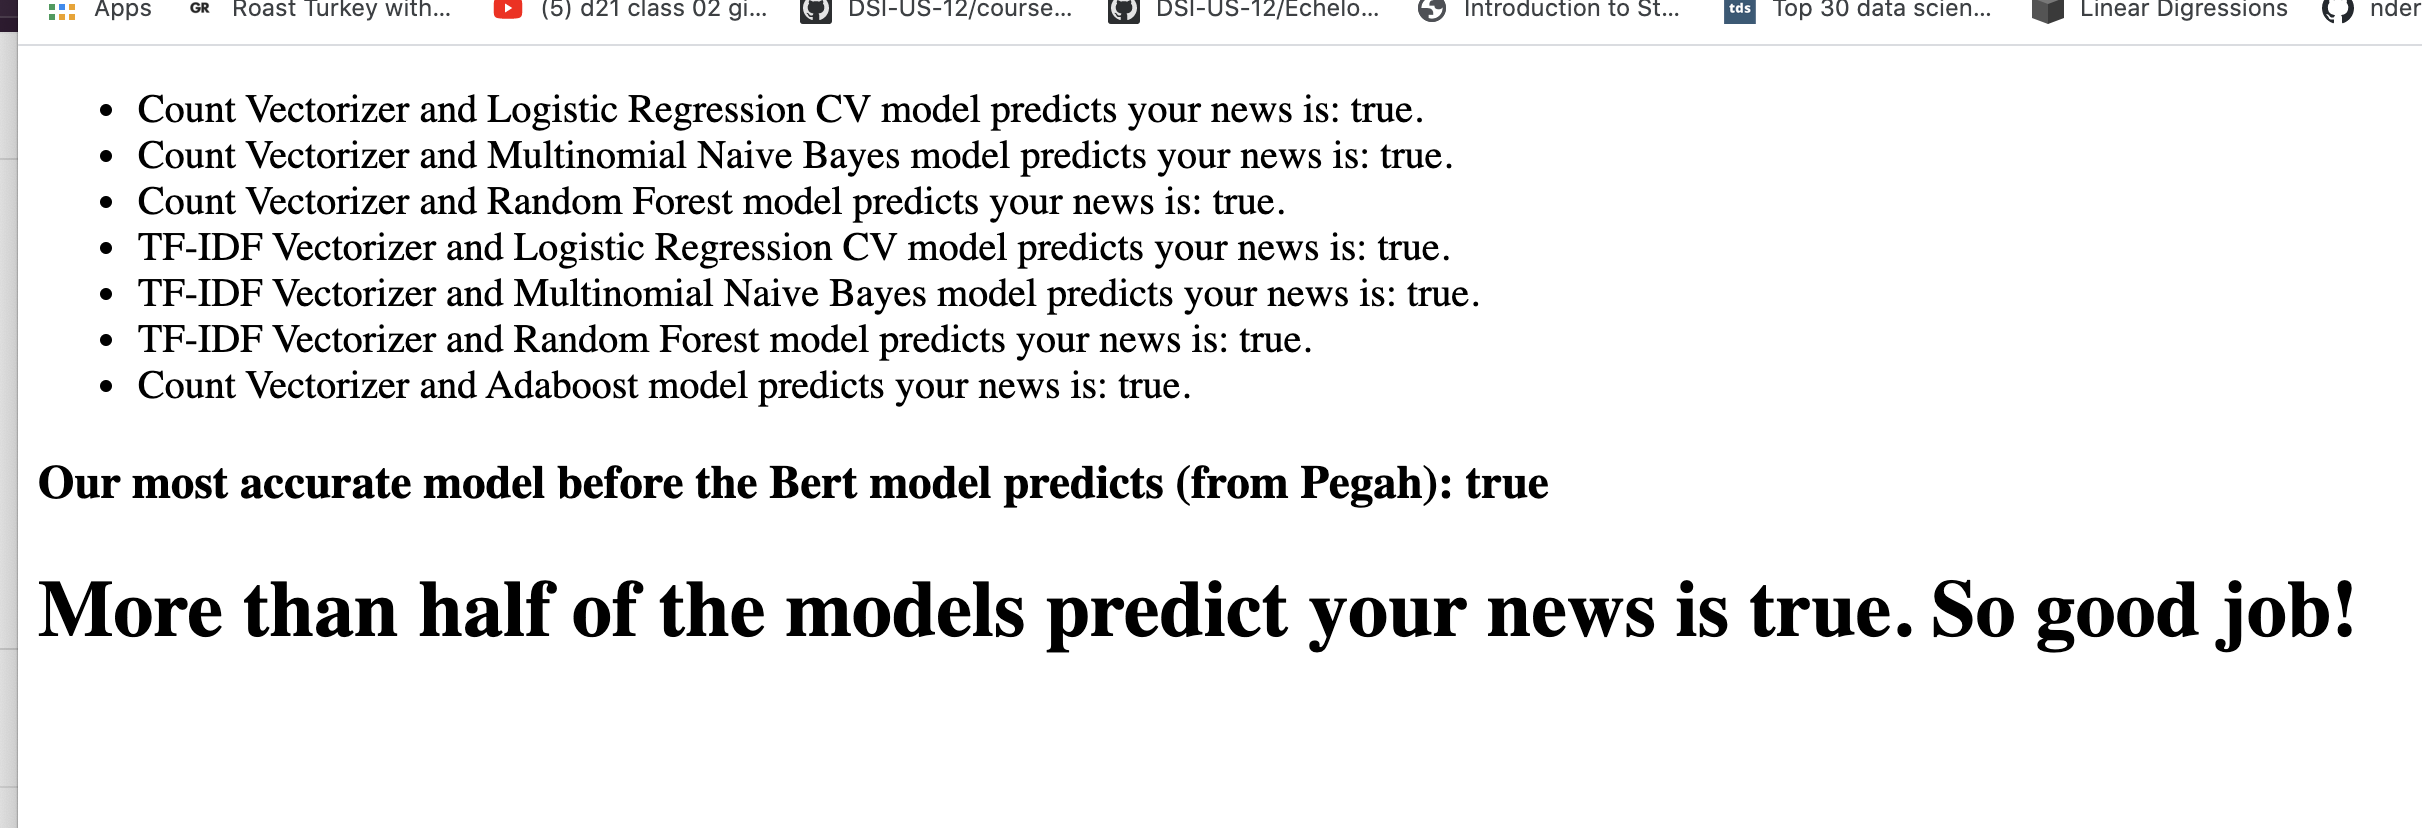 Apps GR Roast Turkey with... (5) d21 class 02 gi... DSI-US-12/course... DSI-US-12/Echelo... Introduction to St... tds Top 30 data scien... Linear Digressions nder
• Count Vectorizer and Logistic Regression CV model predicts your news is: true.
• Count Vectorizer and Multinomial Naive Bayes model predicts your news is: true.
• Count Vectorizer and Random Forest model predicts your news is: true.
• TF-IDF Vectorizer and Logistic Regression CV model predicts your news is: true.
• TF-IDF Vectorizer and Multinomial Naive Bayes model predicts your news is: true.
• TF-IDF Vectorizer and Random Forest model predicts your news is: true.
• Count Vectorizer and Adaboost model predicts your news is: true.
Our most accurate model before the Bert model predicts (from Pegah): true
More than half of the models predict your news is true. So good job!